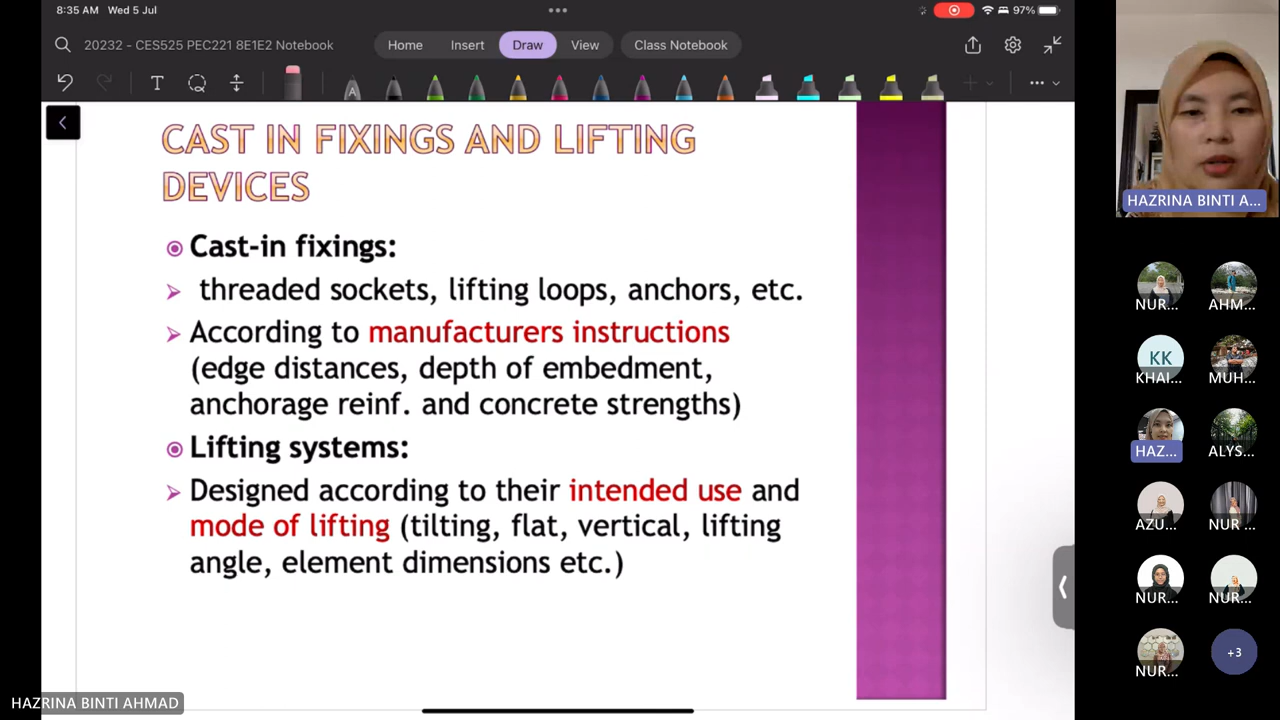 8:35 AM Wed 5 Jul
97%
20232 - CES525 PEC221 8E1E2 Notebook
Home Insert Draw View Class Notebook
CAST IN FIXINGS AND LIFTING
DEVICES
Cast-in fixings:
threaded sockets, lifting loops, anchors, etc.
According to manufacturers instructions
(edge distances, depth of embedment,
anchorage reinf. and concrete strengths)
Lifting systems:
Designed according to their intended use and
mode of lifting (tilting, flat, vertical, lifting
angle, element dimensions etc.)
HAZRINA BINTI AHMAD
HAZRINA BINTI A...
NUR... AHM...
KK
KHAI... MUH...
HAZ... ALYS...
AZU... NUR ...
NUR... NUR...
NUR... +3